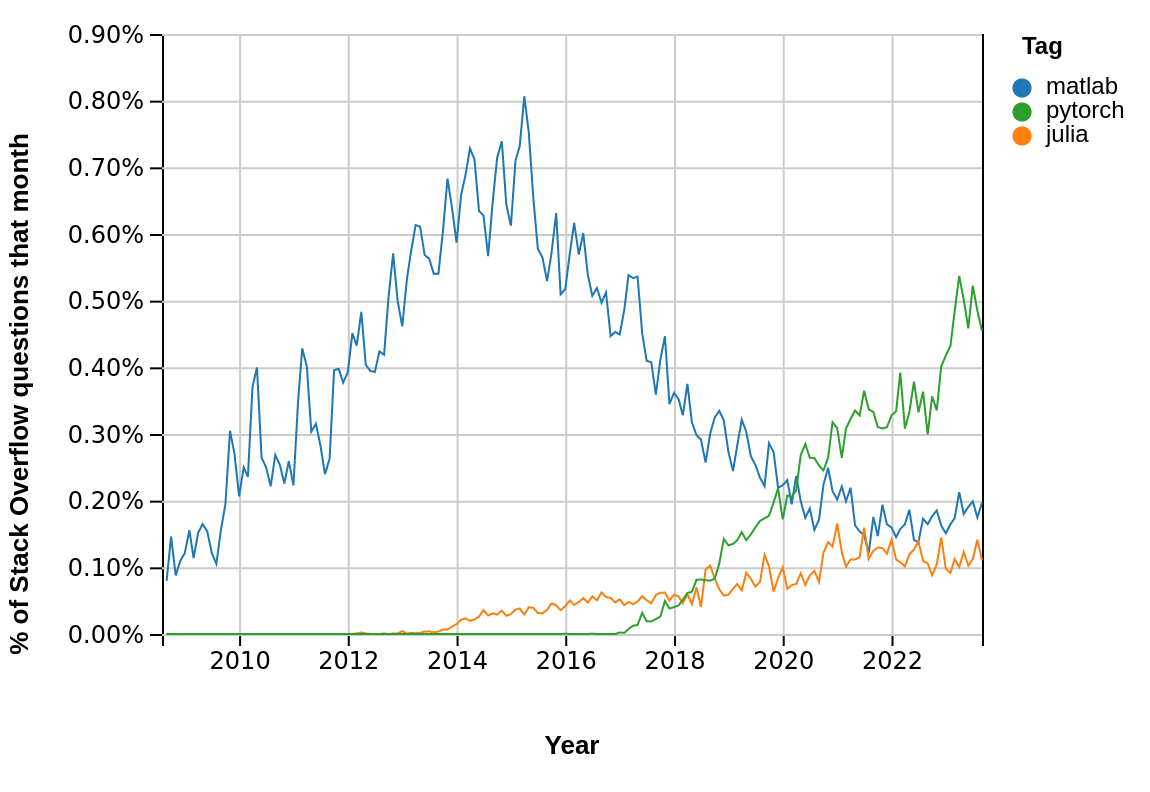 % of Stack Overflow questions that month
0.90%
0.80%
0.70%
0.60%
0.50%
0.40%
0.30%
0.20%
0.10%
0.00%
2010 2012 2014 2016 2018 2020 2022
Year
Tag
matlab
pytorch
julia